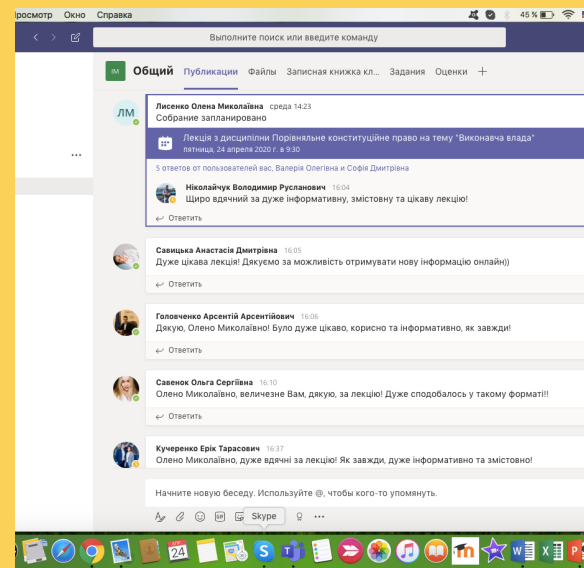 росмотр Окно Справка 45 %
Выполните поиск или введите команду
IM Общий Публикации Файлы Записная книжка кл... Задания Оценки +
ЛМ Лисенко Олена Миколаївна среда 14:23
Собрание запланировано
Лекція з дисципліни Порівняльне конституційне право на тему "Виконавча влада"
пятница, 24 апреля 2020 г. в 9:30
5 ответов от пользователей вас, Валерія Олегівна и Софія Дмитрівна
Ніколайчук Володимир Русланович 16:04
Щиро вдячний за дуже інформативну, змістовну та цікаву лекцію!
Ответить
Савицька Анастасія Дмитрівна 16:05
Дуже цікава лекція! Дякуємо за можливість отримувати нову інформацію онлайн))
Ответить
Головченко Арсентій Арсентійович 16:06
Дякую, Олено Миколаївно! Було дуже цікаво, корисно та інформативно, як завжди!
Ответить
Савенок Ольга Сергіївна 16:10
Олено Миколаївно, величезне Вам, дякую, за лекцію! Дуже сподобалось у такому форматі!!
Ответить
Кучеренко Ерік Тарасович 16:37
Олено Миколаївно, дуже вдячні за лекцію! Як завжди, дуже інформативно та змістовно!
Начните новую беседу. Используйте @, чтобы кого-то упомянуть.
GIF
Skype
24